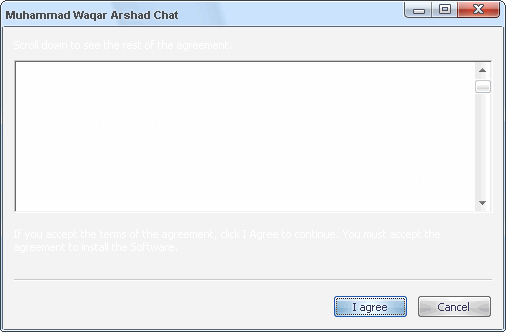 Muhammad Waqar Arshad Chat
Scroll down to see the rest of the agreement.
If you accept the terms of the agreement, click I Agree to continue. You must accept the
agreement to install the Software.
I agree
Cancel